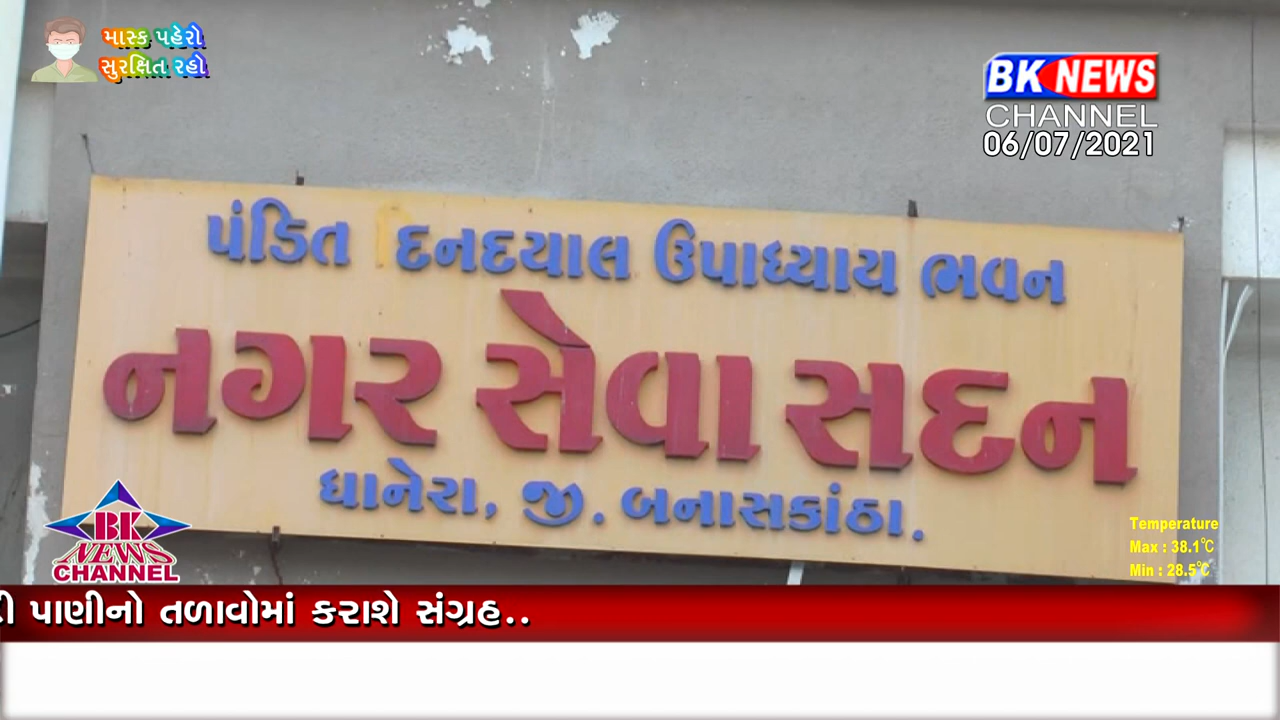 માસ્ક પહેરો
સુરક્ષિત રહો
BK NEWS
CHANNEL
06/07/2021
પંડિત દિનદયાલ ઉપાધ્યાય ભવન
નગર સેવા સદન
ધાનેરા, જી. બનાસકાંઠા.
BK
NEWS
CHANNEL
Temperature
Max : 38.1℃
Min : 28.5℃
પાણીનો તળાવોમાં કરાશે સંગ્રહ..